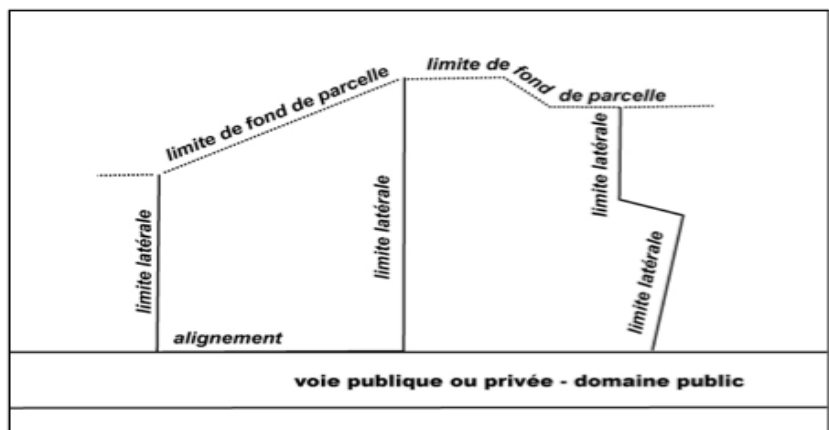 limite de fond de parcelle
limite de fond de parcelle
limite latérale
limite latérale
limite latérale
limite latérale
alignement
voie publique ou privée - domaine public